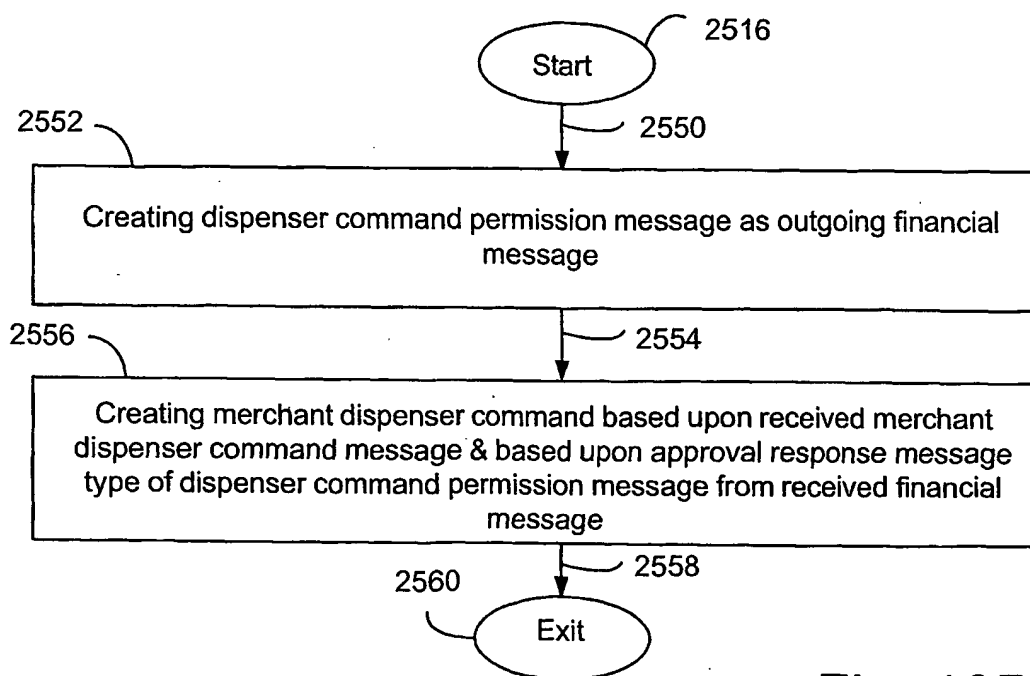 2516
Start
2550
2552
Creating dispenser command permission message as outgoing financial
message
2554
2556
Creating merchant dispenser command based upon received merchant
dispenser command message & based upon approval response message
type of dispenser command permission message from received financial
message
2558
2560
Exit